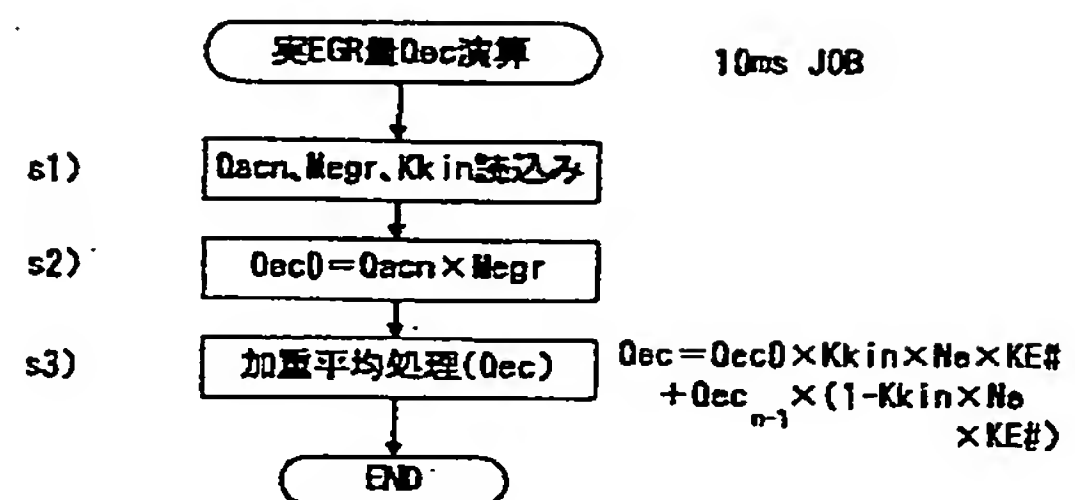 実EGR量Qec演算
10ms JOB
s1)
Qacn、Megr、Kkin読込み
s2)
Qec0=Qacn×Megr
s3)
加重平均処理(Qec)
Qec=Qec0×Kkin×Ne×KE#
+Qec n-1 ×(1-Kkin×Ne
×KE#)
END